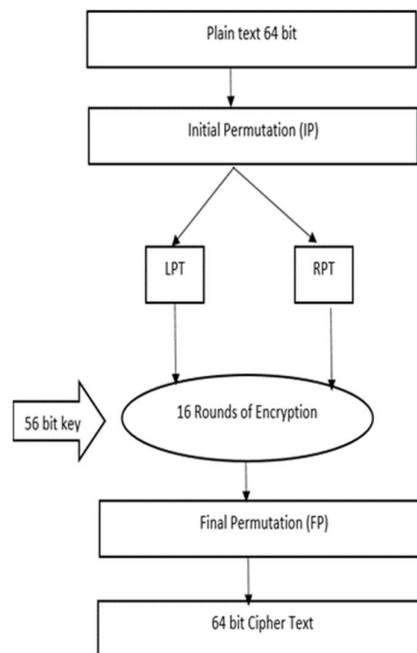 Plain text 64 bit
Initial Permutation (IP)
LPT
RPT
16 Rounds of Encryption
56 bit key
Final Permutation (FP)
64 bit Cipher Text